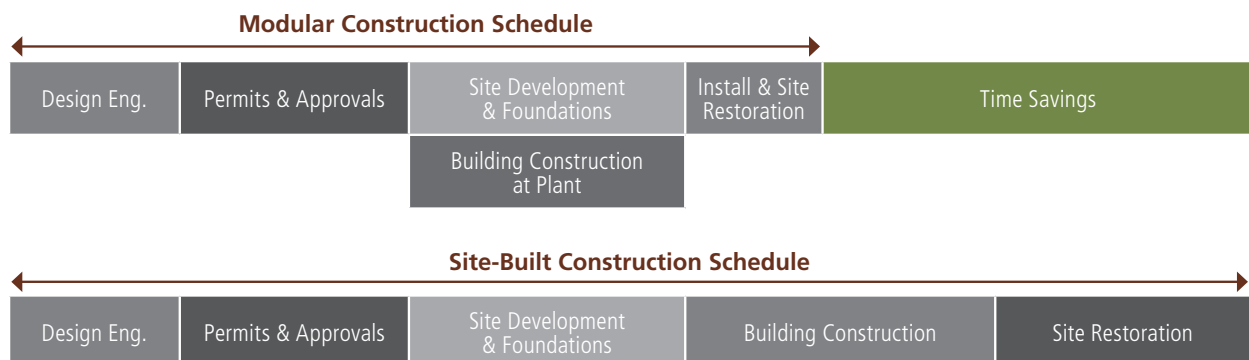 Modular Construction Schedule
Design Eng.
Permits & Approvals
Site Development
& Foundations
Install & Site
Restoration
Time Savings
Building Construction
at Plant
Site-Built Construction Schedule
Design Eng.
Permits & Approvals
Site Development
& Foundations
Building Construction
Site Restoration